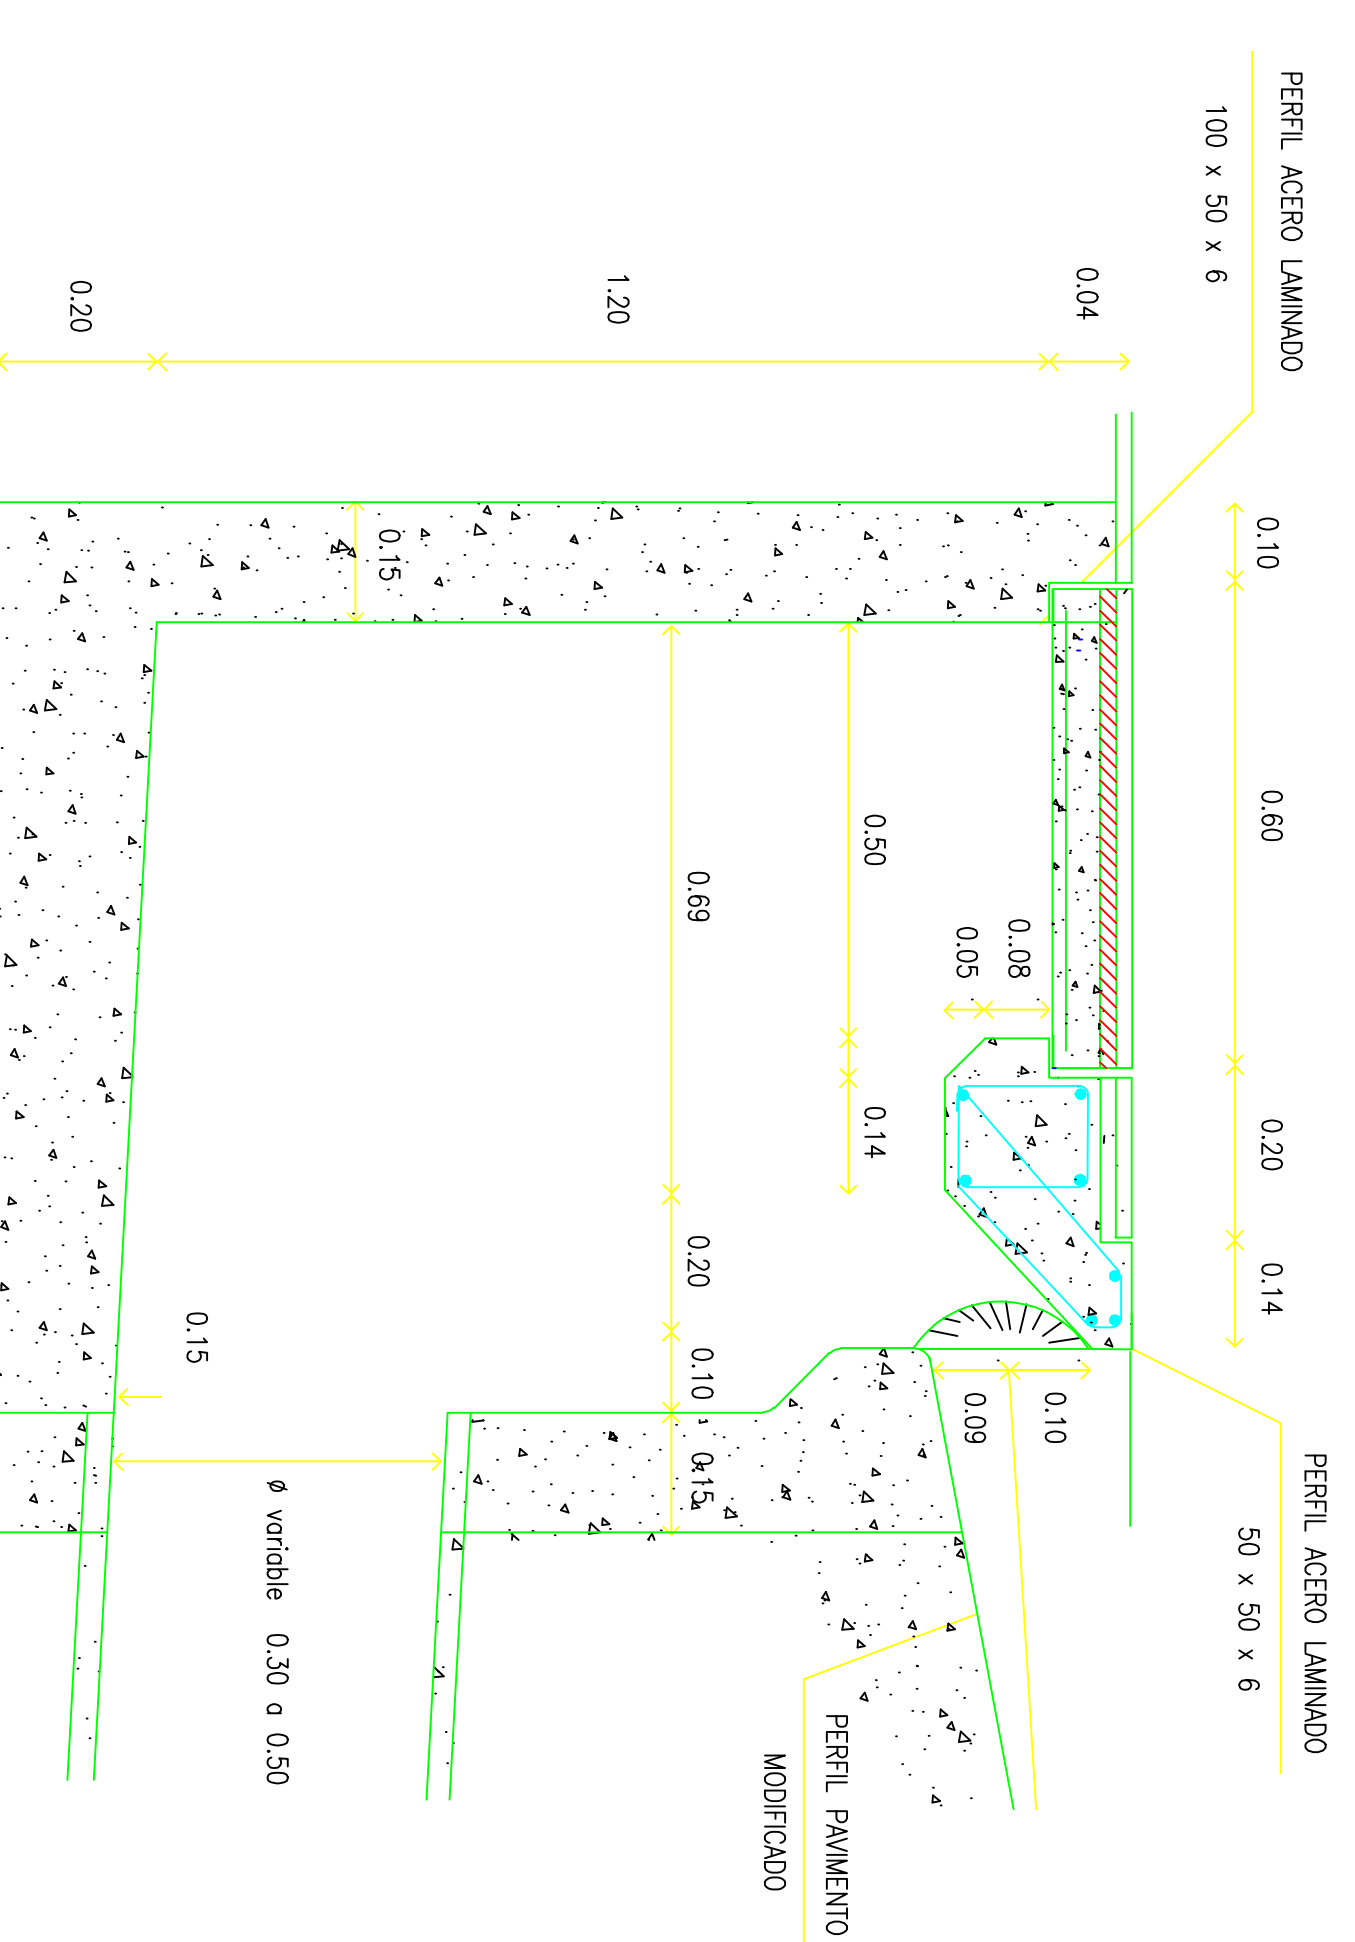 PERFIL ACERO LAMINADO
100 x 50 x 6
PERFIL ACERO LAMINADO
50 x 50 x 6
0.10
0.60
0.20
0.14
0.04
1.20
0.20
0..08
0.05
0.10
0.09
0.50
0.14
0.69
0.20
0.10
0.15
0.15
PERFIL PAVIMENTO
MODIFICADO
ø variable 0.30 a 0.50
0.15